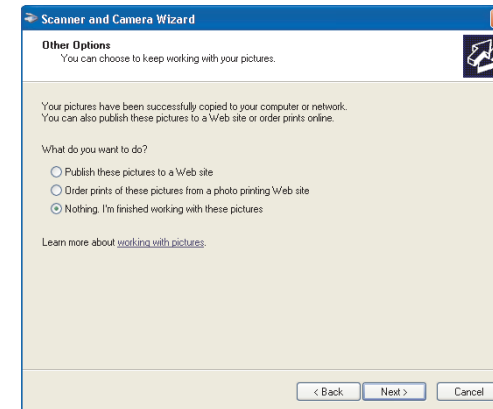 Scanner and Camera Wizard
Other Options
You can choose to keep working with your pictures.
Your pictures have been successfully copied to your computer or network.
You can also publish these pictures to a Web site or order prints online.
What do you want to do?
Publish these pictures to a Web site
Order prints of these pictures from a photo printing Web site
Nothing. I'm finished working with these pictures
Learn more about working with pictures.
< Back Next > Cancel